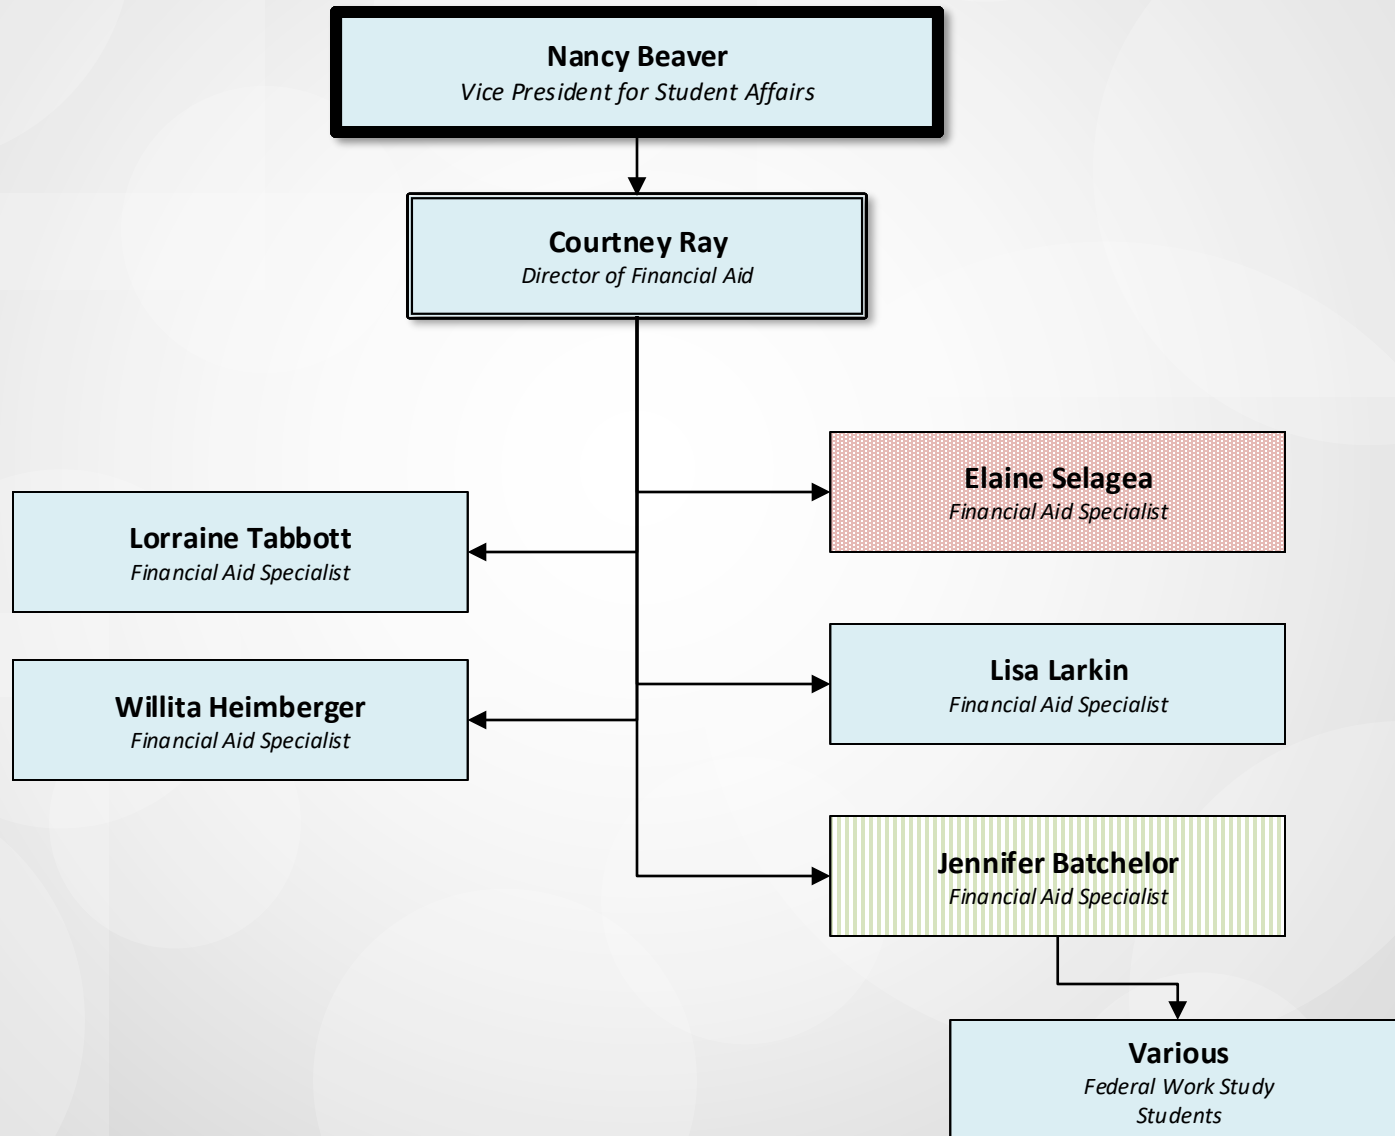 Nancy Beaver
Vice President for Student Affairs
Courtney Ray
Director of Financial Aid
Elaine Selagea
Financial Aid Specialist
Lorraine Tabbott
Financial Aid Specialist
Lisa Larkin
Financial Aid Specialist
Willita Heimberger
Financial Aid Specialist
Jennifer Batchelor
Financial Aid Specialist
Various
Federal Work Study
Students